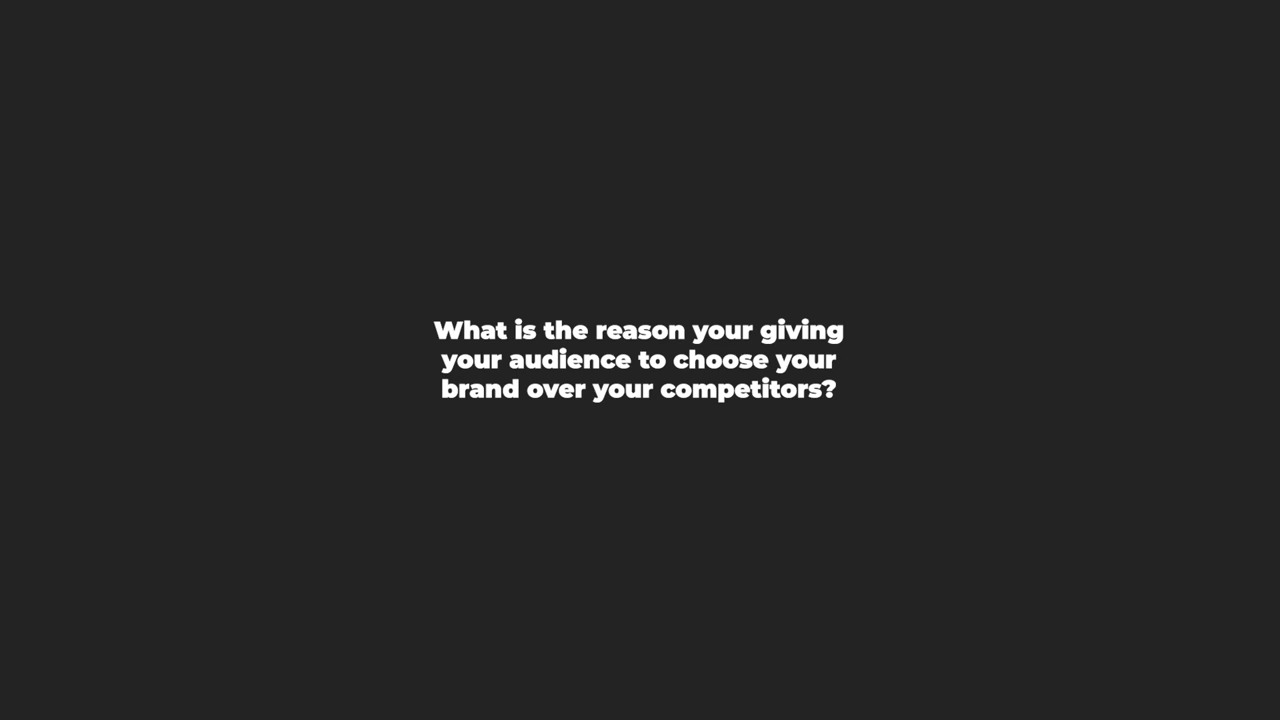 What is the reason your giving
your audience to choose your
brand over your competitors?